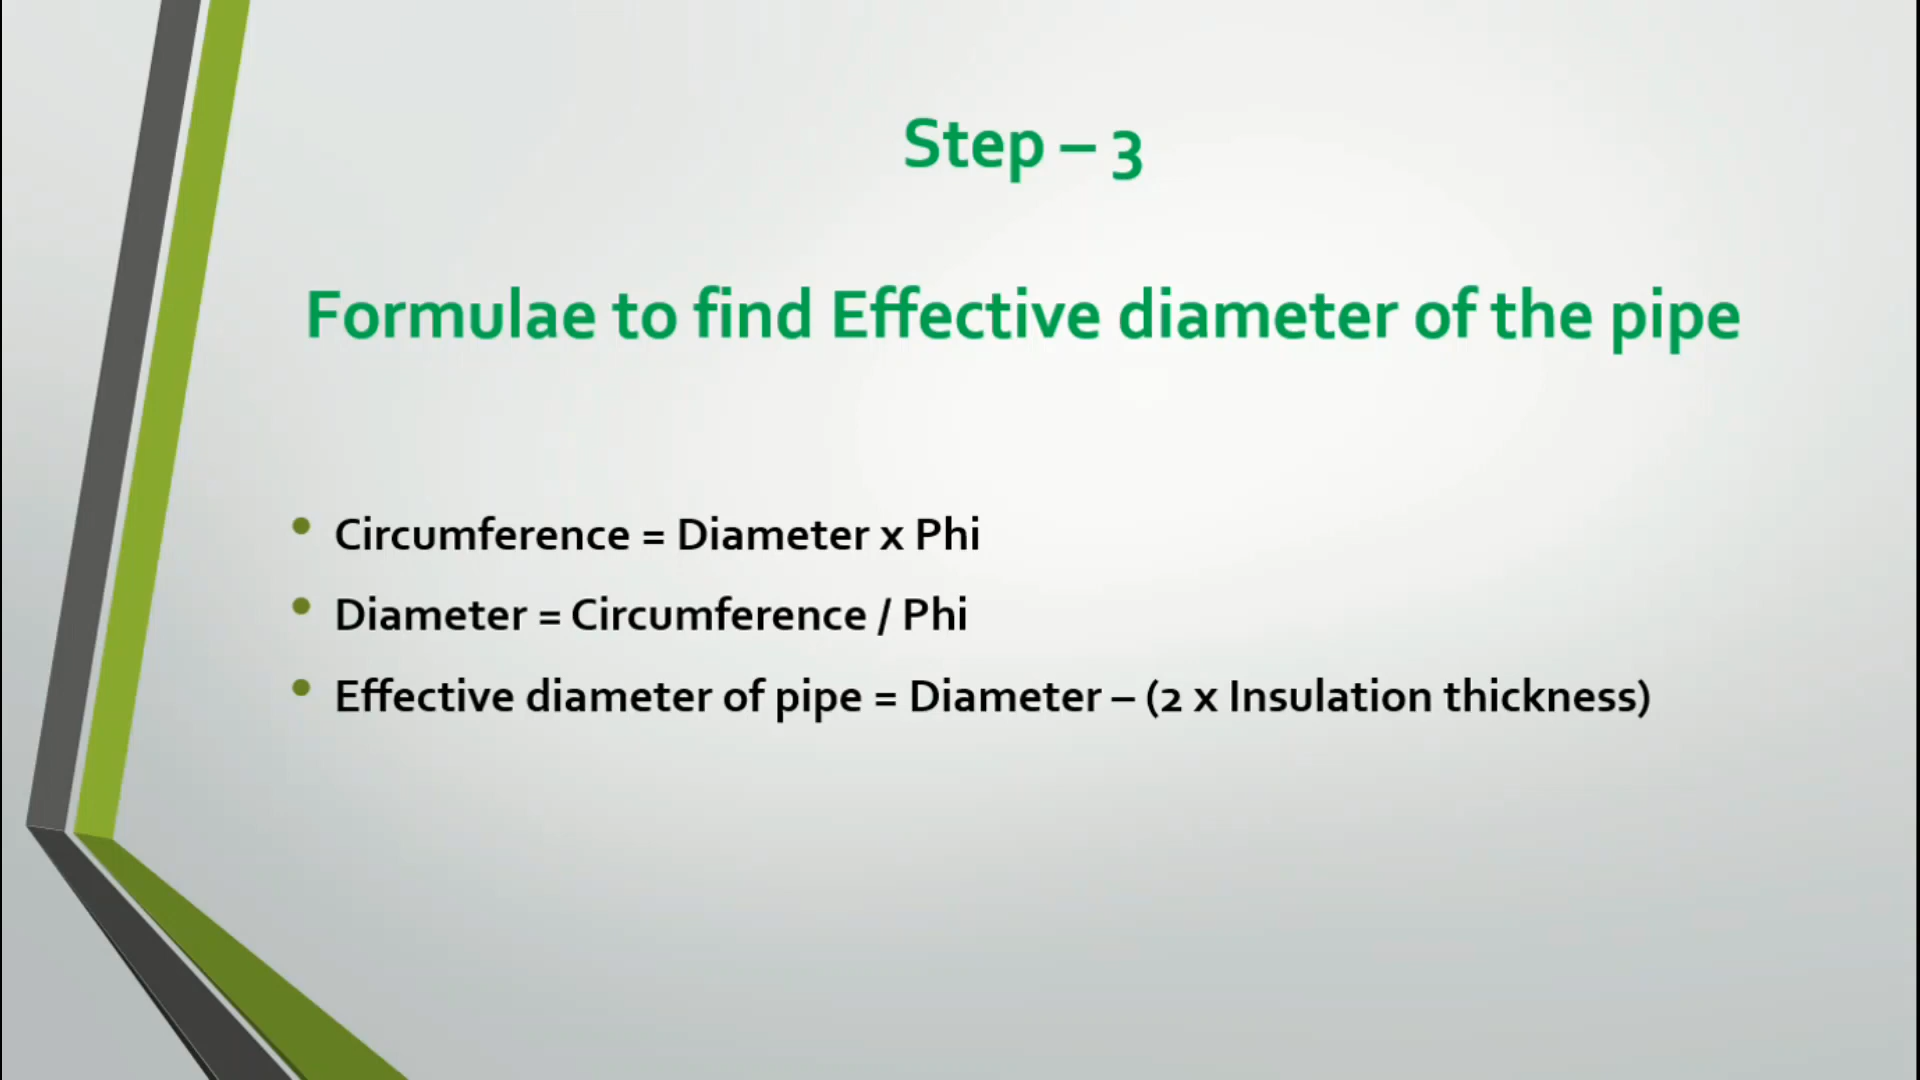 Step – 3
Formulae to find Effective diameter of the pipe
• Circumference = Diameter x Phi
• Diameter = Circumference / Phi
• Effective diameter of pipe = Diameter – (2 x Insulation thickness)